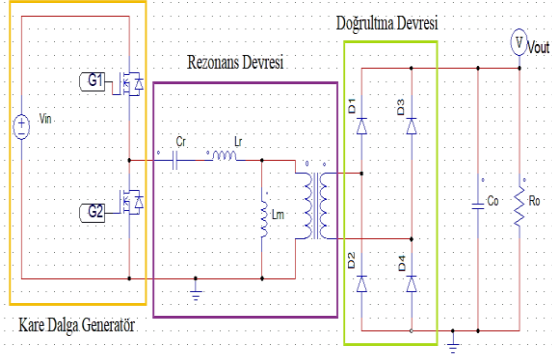 Doğrultma Devresi
Rezonans Devresi
V
Vout
G1
D1
D3
Vin
Cr
Lr
Lm
G2
Co
Ro
D2
D4
Kare Dalga Generatör